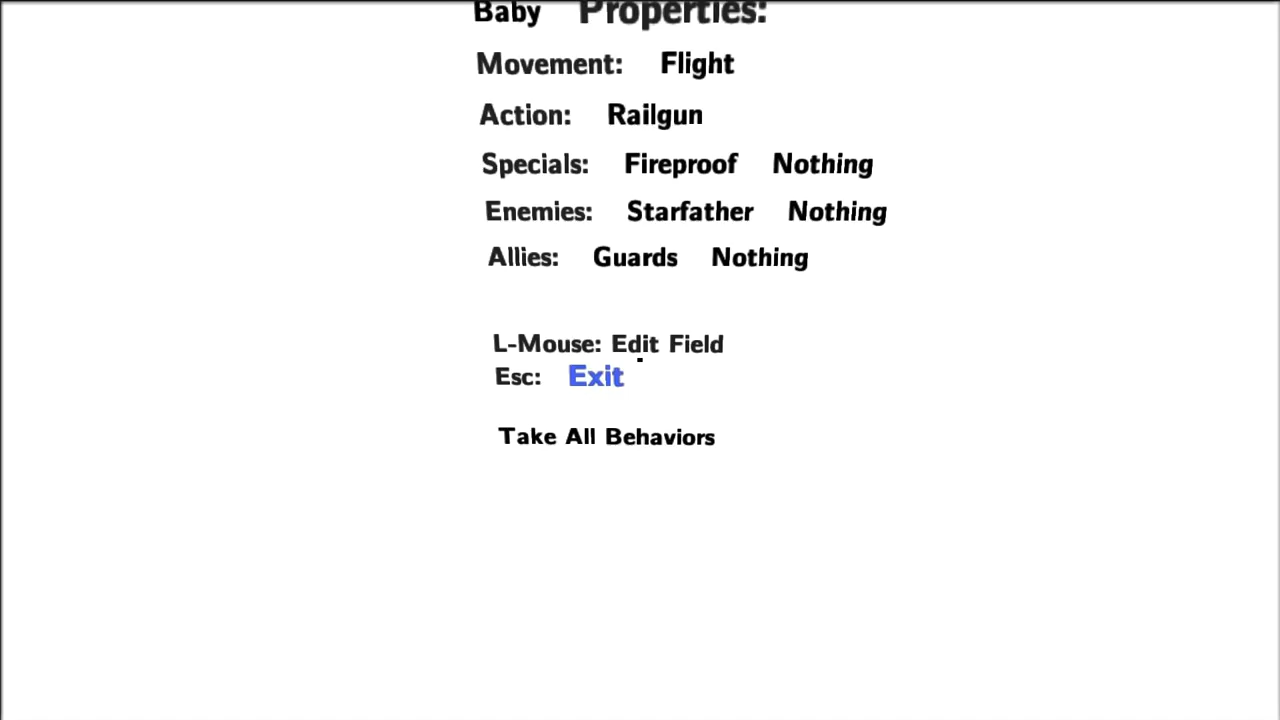 Baby Properties:
Movement: Flight
Action: Railgun
Specials: Fireproof Nothing
Enemies: Starfather Nothing
Allies: Guards Nothing
L-Mouse: Edit Field
Esc: Exit
Take All Behaviors